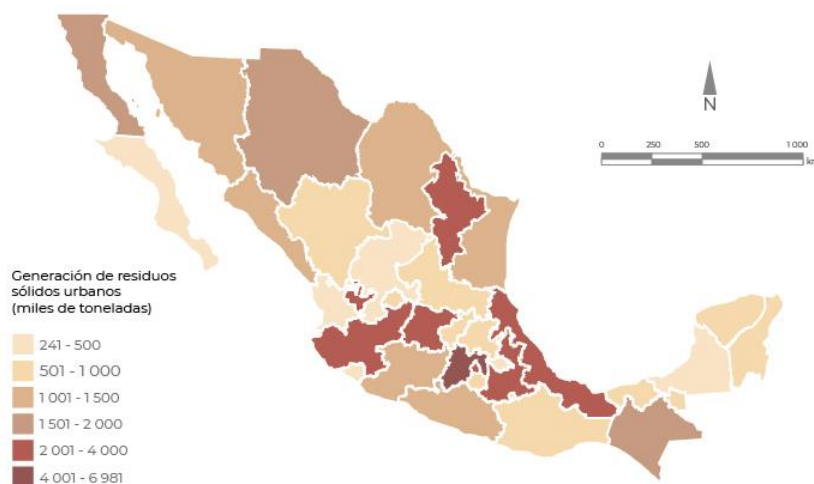 N
0 250 500 1 000
km
Generación de residuos
sólidos urbanos
(miles de toneladas)
241 - 500
501 - 1 000
1 001 - 1 500
1 501 - 2 000
2 001 - 4 000
4 001 - 6 981